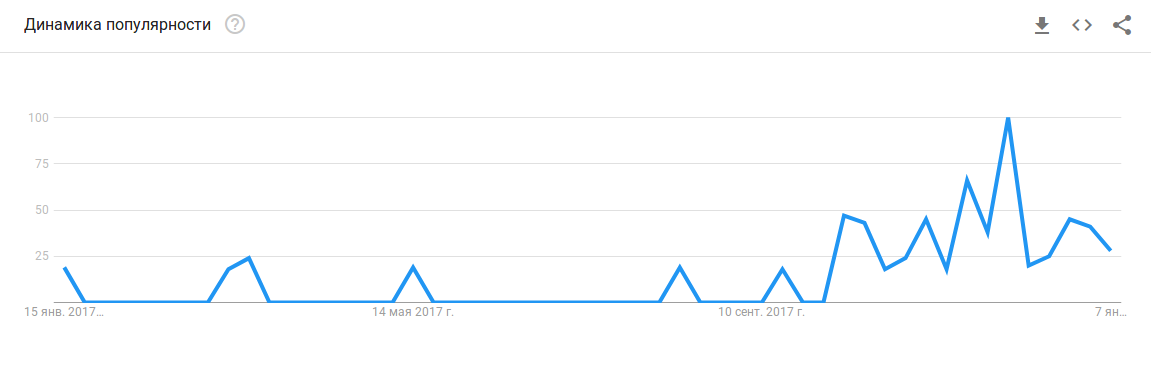 Динамика популярности ?
100
75
50
25
15 янв. 2017…
14 мая 2017 г.
10 сент. 2017 г.
7 ян…